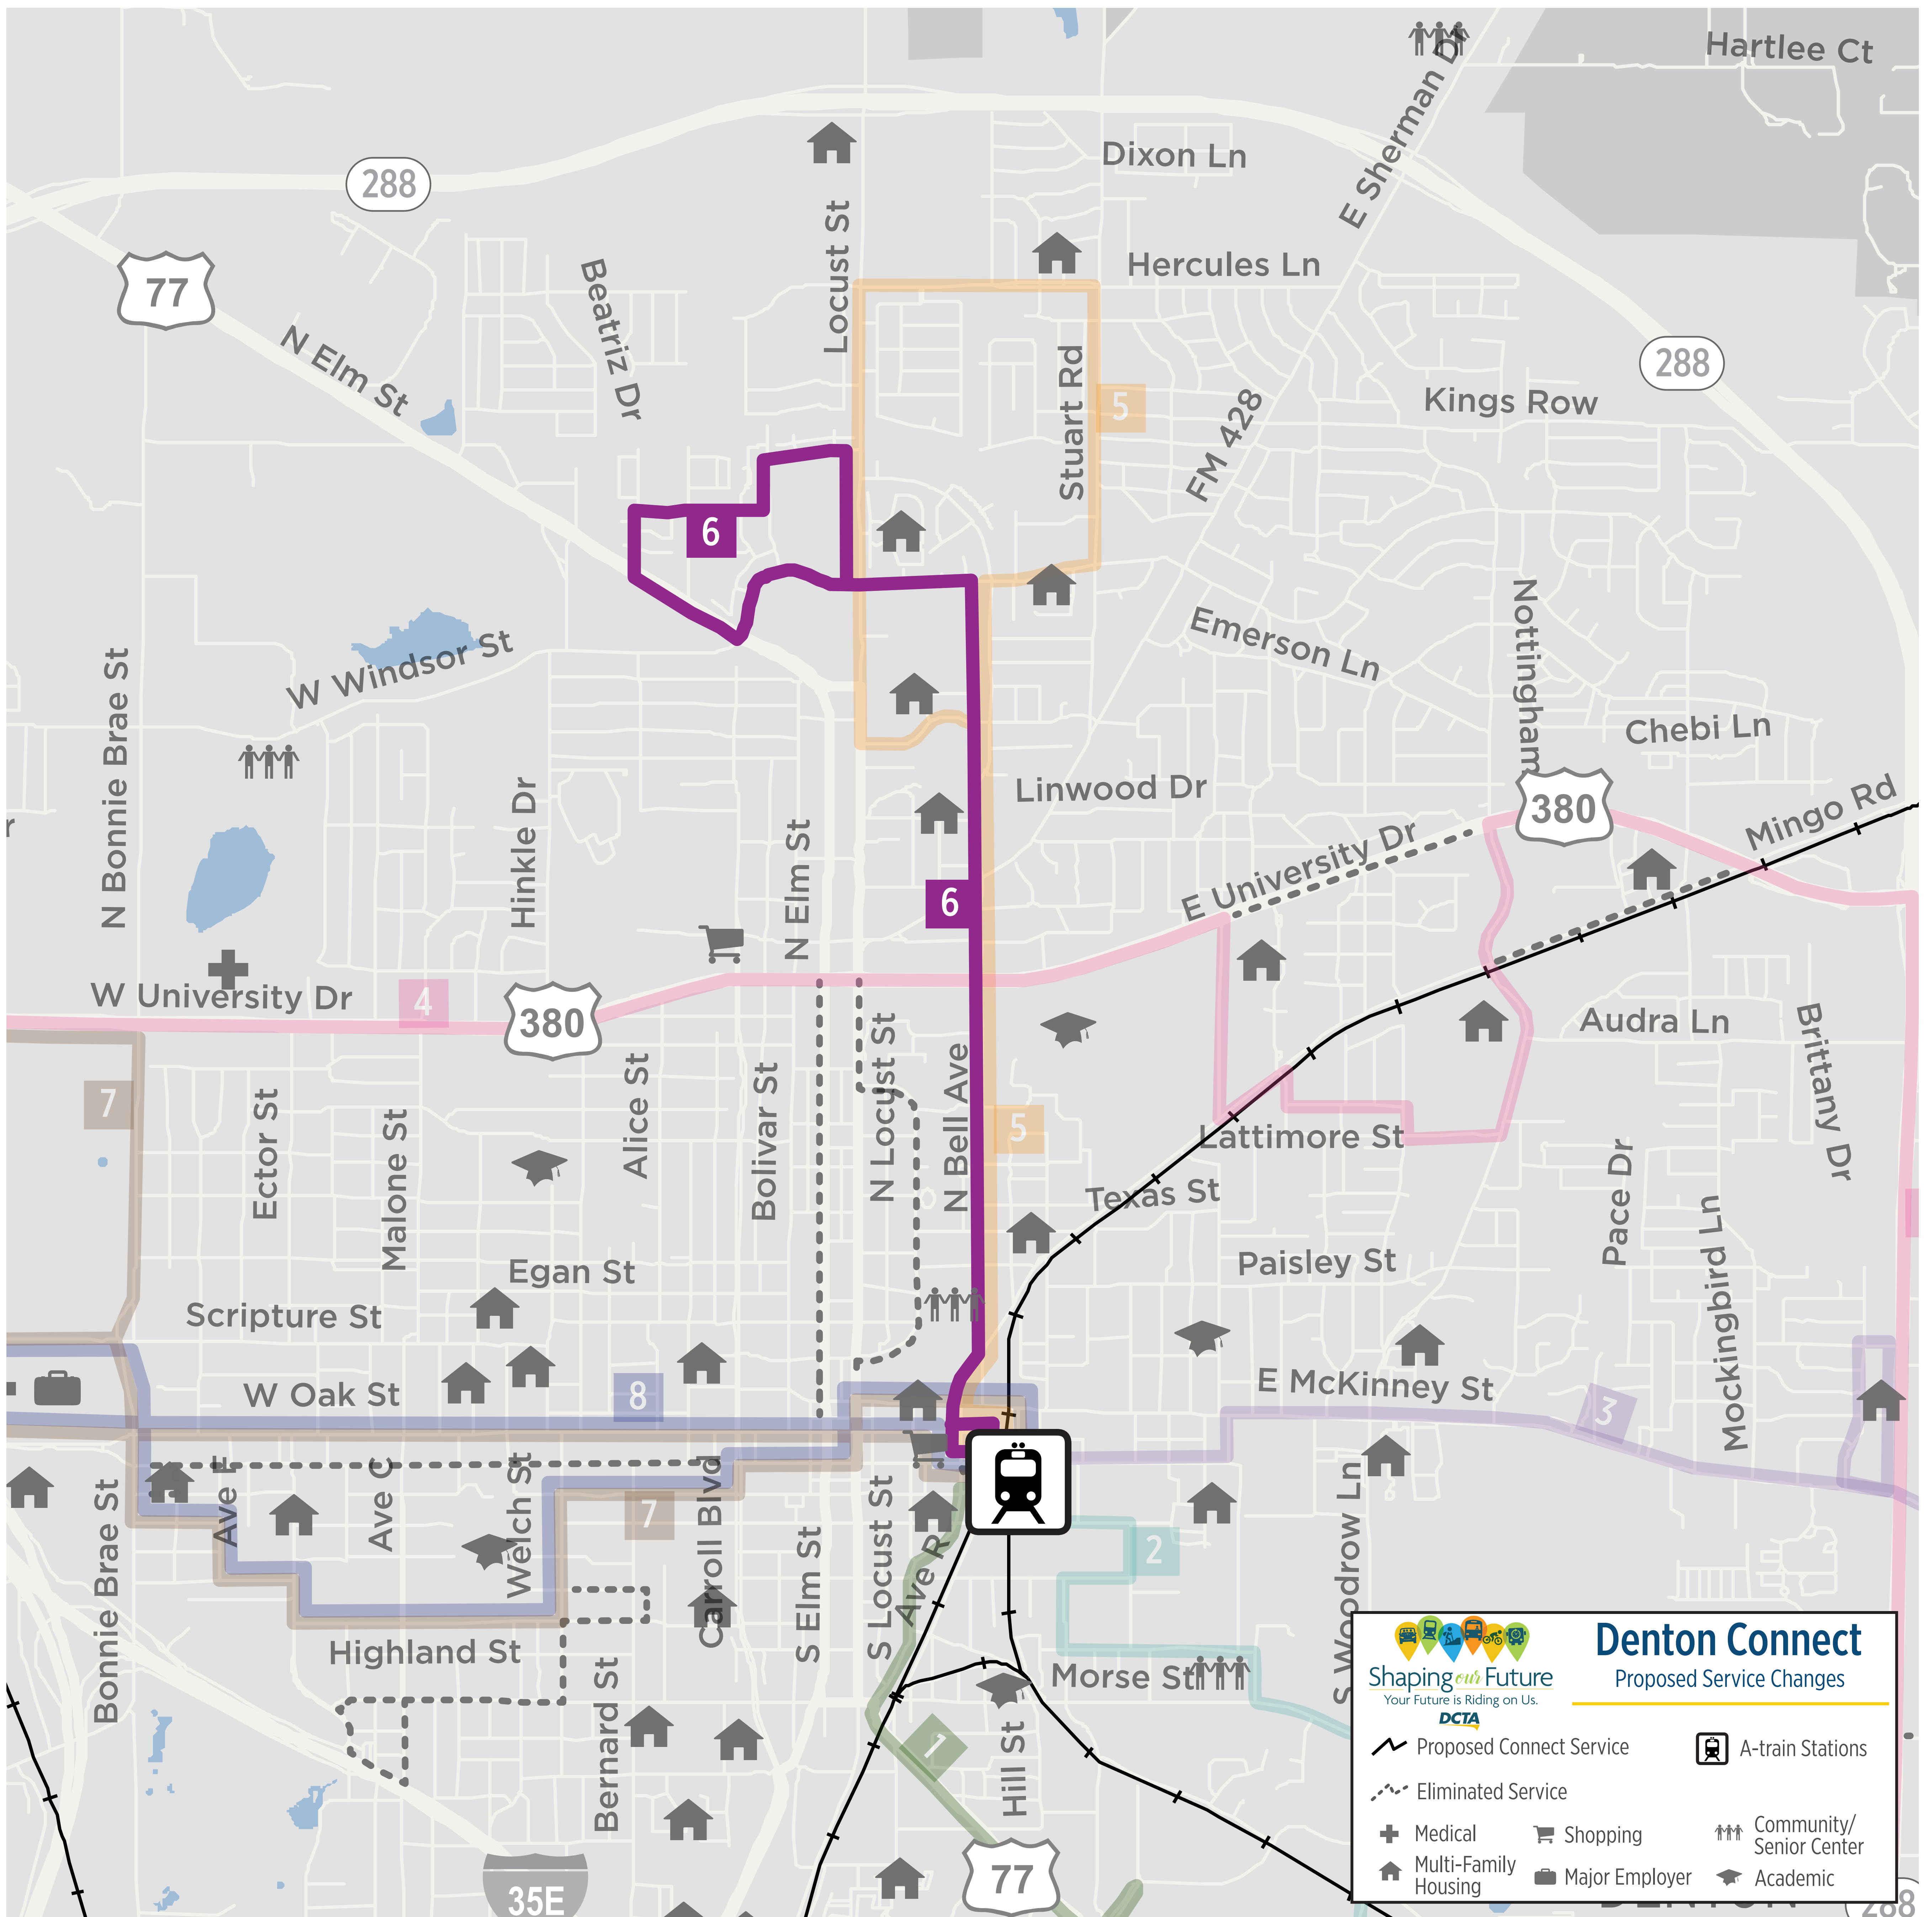 Hartlee Ct
E Sherman Dr
Dixon Ln
288
Locust St
Hercules Ln
77
Beatriz Dr
N Elm St
288
Stuart Rd
5
Kings Row
FM 428
6
Nottingham
Emerson Ln
W Windsor St
N Bonnie Brae St
Chebi Ln
Linwood Dr
380
Mingo Rd
Hinkle Dr
N Elm St
E University Dr
6
W University Dr
4
380
Audra Ln
Brittany Dr
N Locust St
N Bell Ave
7
Ector St
Malone St
Alice St
Bolivar St
5
Lattimore St
Texas St
Pace Dr
Mockingbird Ln
Paisley St
Egan St
Scripture St
W Oak St
8
E McKinney St
3
Ave F
Ave C
Welch St
Carroll Blvd
Bonnie Brae St
7
S Elm St
S Locust St
Ave R
2
S Woodrow Ln
Highland St
Morse St
Bernard St
1
Hill St
77
35E
288
Shaping our Future
Your Future is Riding on Us.
DCTA
Denton Connect
Proposed Service Changes
Proposed Connect Service
A-train Stations
Eliminated Service
Medical
Shopping
Community/
Senior Center
Multi-Family
Housing
Major Employer
Academic